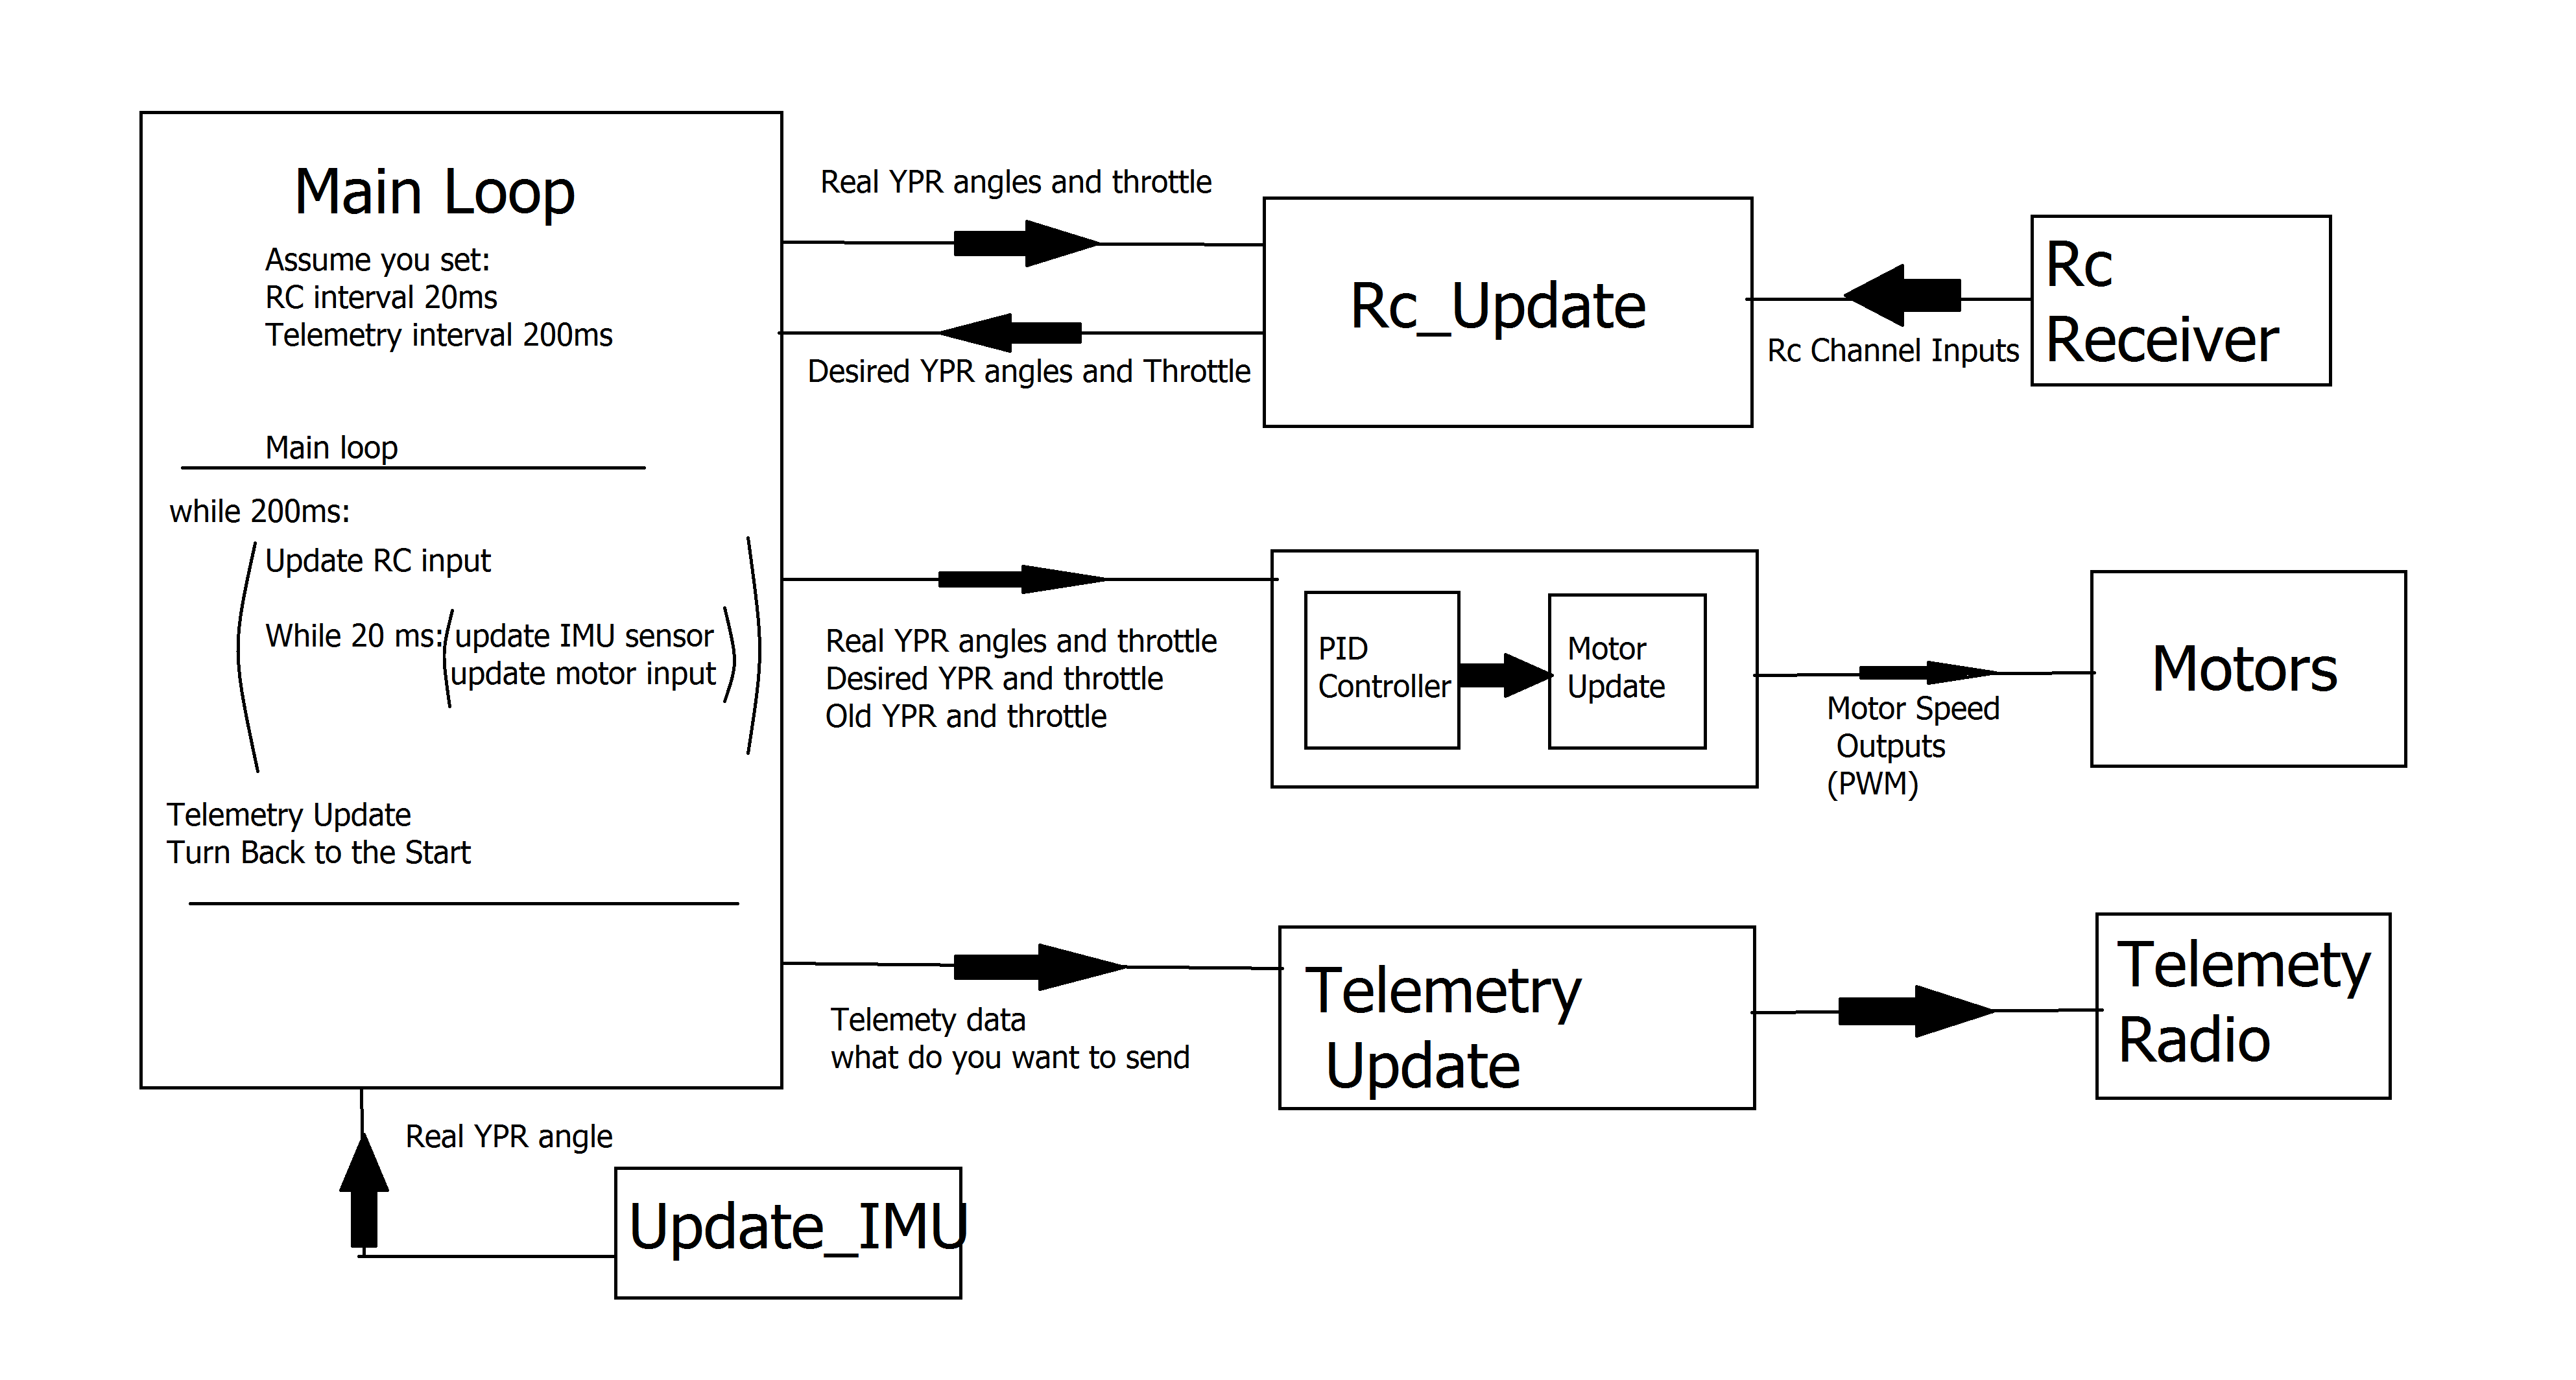 Main Loop
Assume you set:
RC interval 20ms
Telemetry interval 200ms
Main loop
while 200ms:
Update RC input
While 20 ms: update IMU sensor
update motor input
Telemetry Update
Turn Back to the Start
Real YPR angles and throttle
Desired YPR angles and Throttle
Rc_Update
Rc Channel Inputs
Rc
Receiver
Real YPR angles and throttle
Desired YPR and throttle
Old YPR and throttle
PID
Controller
Motor
Update
Motor Speed
Outputs
(PWM)
Motors
Telemety data
what do you want to send
Telemetry
Update
Telemety
Radio
Real YPR angle
Update_IMU